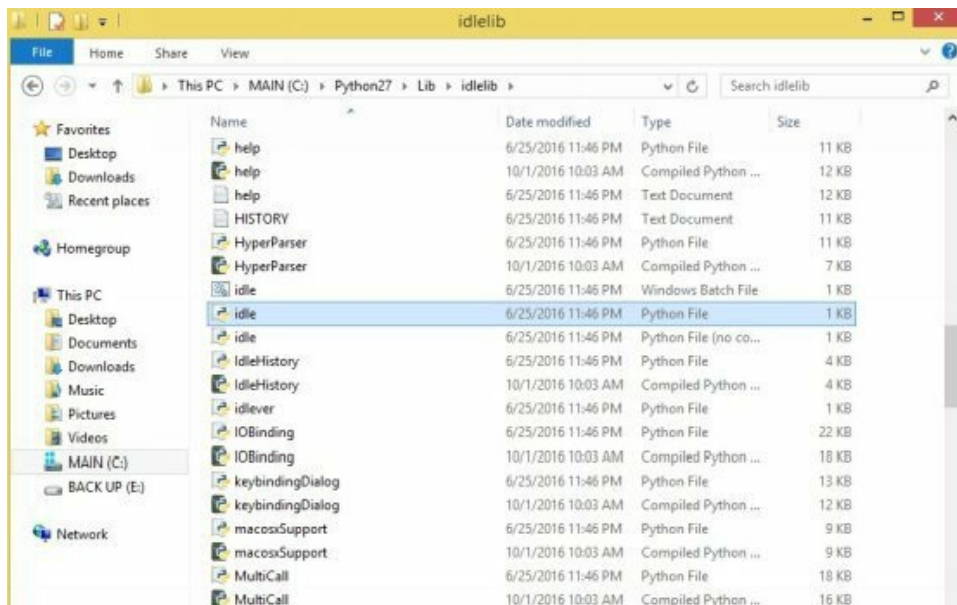 idlelib
File Home Share View
This PC MAIN (C:) Python27 Lib idlelib Search idlelib
Name Date modified Type Size
Favorites
Desktop
Downloads
Recent places
Homegroup
This PC
Desktop
Documents
Downloads
Music
Pictures
Videos
MAIN (C:)
BACK UP (E:)
Network
help 6/25/2016 11:46 PM Python File 11 KB
help 10/1/2016 10:03 AM Compiled Python ... 12 KB
help 6/25/2016 11:46 PM Text Document 12 KB
HISTORY 6/25/2016 11:46 PM Text Document 11 KB
HyperParser 6/25/2016 11:46 PM Python File 11 KB
HyperParser 10/1/2016 10:03 AM Compiled Python ... 7 KB
idle 6/25/2016 11:46 PM Windows Batch File 1 KB
idle 6/25/2016 11:46 PM Python File 1 KB
idle 6/25/2016 11:46 PM Python File (no co... 1 KB
IdleHistory 6/25/2016 11:46 PM Python File 4 KB
IdleHistory 10/1/2016 10:03 AM Compiled Python ... 4 KB
idlever 6/25/2016 11:46 PM Python File 1 KB
IOBinding 6/25/2016 11:46 PM Python File 22 KB
IOBinding 10/1/2016 10:03 AM Compiled Python ... 18 KB
keybindingDialog 6/25/2016 11:46 PM Python File 13 KB
keybindingDialog 10/1/2016 10:03 AM Compiled Python ... 12 KB
macosxSupport 6/25/2016 11:46 PM Python File 9 KB
macosxSupport 10/1/2016 10:03 AM Compiled Python ... 9 KB
MultiCall 6/25/2016 11:46 PM Python File 18 KB
MultiCall 10/1/2016 10:03 AM Compiled Python ... 16 KB